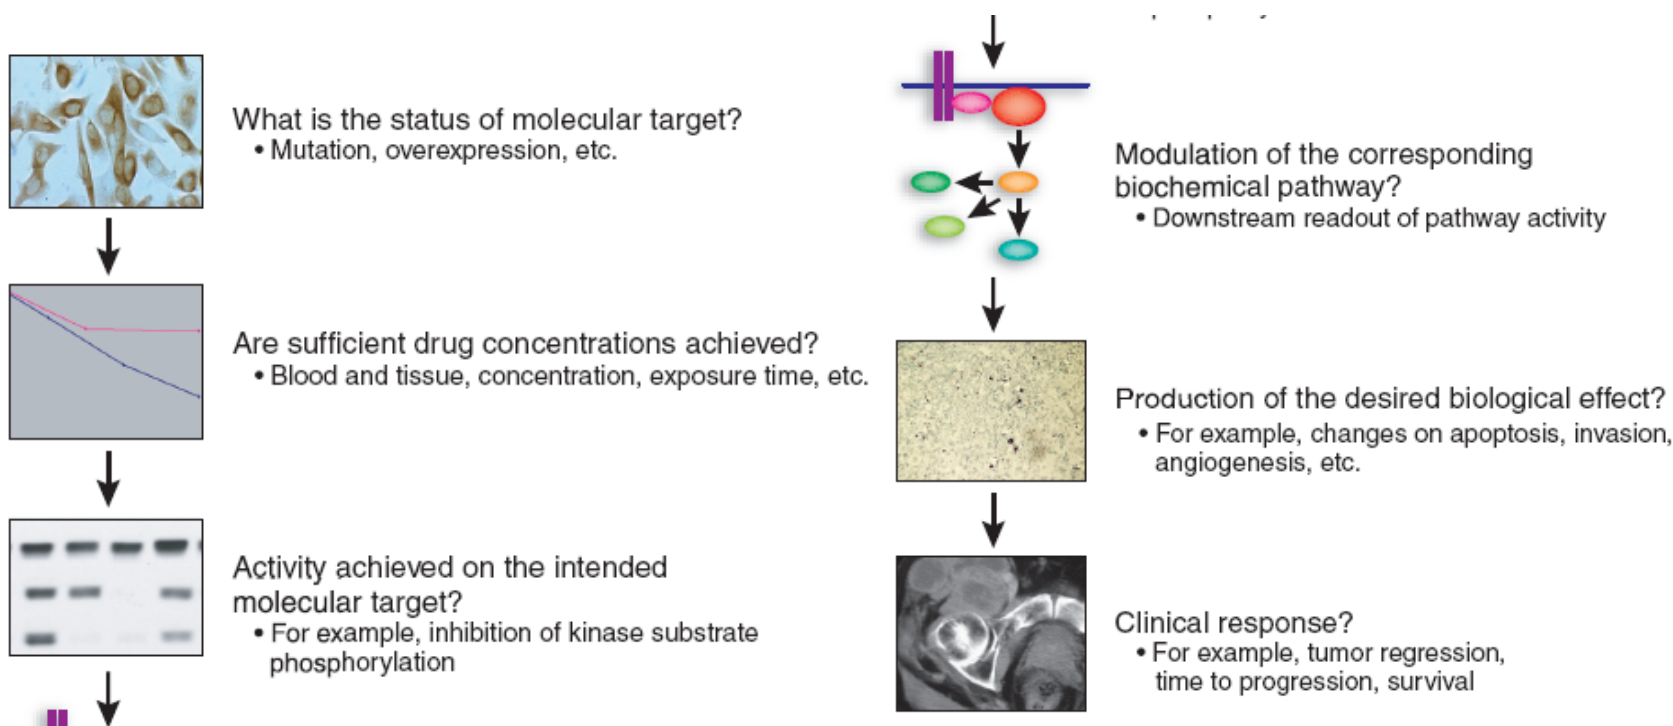 What is the status of molecular target?
• Mutation, overexpression, etc.
Are sufficient drug concentrations achieved?
• Blood and tissue, concentration, exposure time, etc.
Activity achieved on the intended
molecular target?
• For example, inhibition of kinase substrate
phosphorylation
Modulation of the corresponding
biochemical pathway?
• Downstream readout of pathway activity
Production of the desired biological effect?
• For example, changes on apoptosis, invasion,
angiogenesis, etc.
Clinical response?
• For example, tumor regression,
time to progression, survival